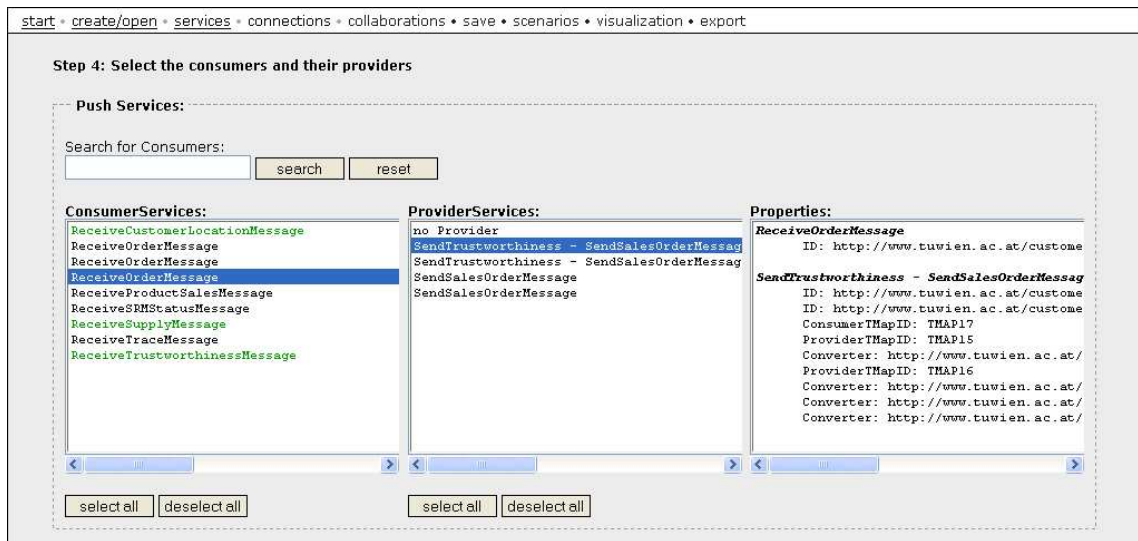 start • create/open • services • connections • collaborations • save • scenarios • visualization • export
Step 4: Select the consumers and their providers
Push Services:
Search for Consumers:
search reset
ConsumerServices:
ReceiveCustomerLocationMessage
ReceiveOrderMessage
ReceiveOrderMessage
ReceiveOrderMessage
ReceiveProductSalesMessage
ReceiveSRMStatusMessage
ReceiveSupplyMessage
ReceiveTraceMessage
ReceiveTrustworthinessMessage
select all deselect all
ProviderServices:
no Provider
SendTrustworthiness - SendSalesOrderMessag
SendTrustworthiness - SendSalesOrderMessag
SendSalesOrderMessage
SendSalesOrderMessage
select all deselect all
Properties:
ReceiveOrderMessage
ID: http://www.tuwien.ac.at/custome
SendTrustworthiness - SendSalesOrderMessag
ID: http://www.tuwien.ac.at/custome
ID: http://www.tuwien.ac.at/custome
ConsumerTMapID: TMAP17
ProviderTMapID: TMAP15
Converter: http://www.tuwien.ac.at/
ProviderTMapID: TMAP16
Converter: http://www.tuwien.ac.at/
Converter: http://www.tuwien.ac.at/
Converter: http://www.tuwien.ac.at/